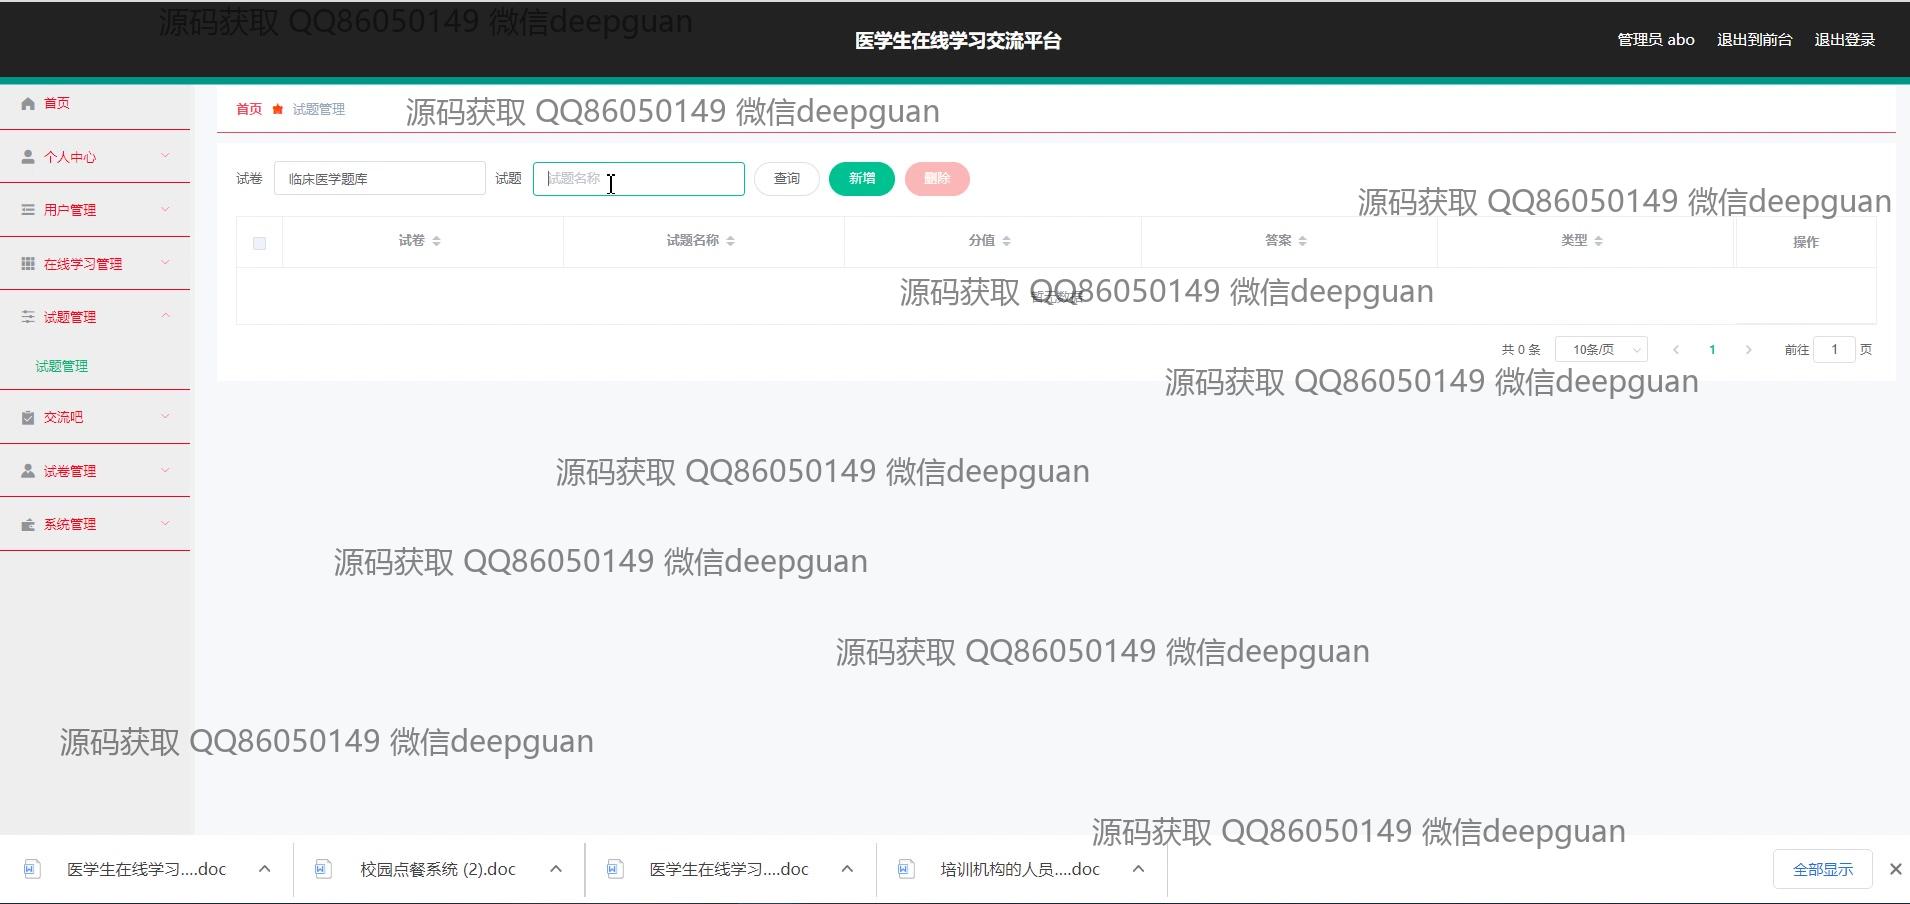 源码获取 QQ86050149 微信deepguan
医学生在线学习交流平台
管理员 abo 退出到前台 退出登录
首页
个人中心
用户管理
在线学习管理
试题管理
试题管理
交流吧
试卷管理
系统管理
首页 试题管理
源码获取 QQ86050149 微信deepguan
试卷 临床医学题库 试题 试题名称 查询 新增 删除
源码获取 QQ86050149 微信deepguan
试卷 试题名称 分值 答案 类型 操作
暂无数据
源码获取 QQ86050149 微信deepguan
共 0 条 10条/页 1 前往 1 页
源码获取 QQ86050149 微信deepguan
源码获取 QQ86050149 微信deepguan
源码获取 QQ86050149 微信deepguan
源码获取 QQ86050149 微信deepguan
源码获取 QQ86050149 微信deepguan
源码获取 QQ86050149 微信deepguan
医学生在线学习....doc 校园点餐系统 (2).doc 医学生在线学习....doc 培训机构的人员....doc 全部显示